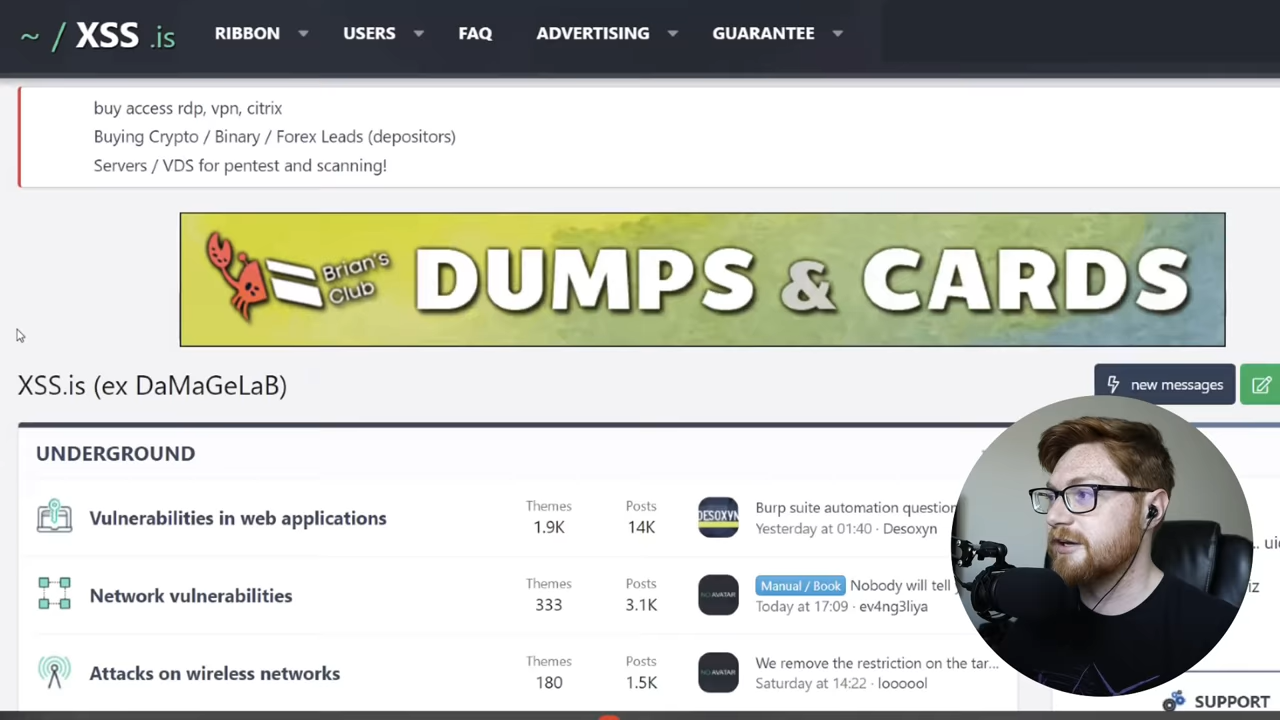 ~ / XSS .is RIBBON USERS FAQ ADVERTISING GUARANTEE
buy access rdp, vpn, citrix
Buying Crypto / Binary / Forex Leads (depositors)
Servers / VDS for pentest and scanning!
Brian's Club DUMPS & CARDS
XSS.is (ex DaMaGeLaB) new messages
UNDERGROUND
Vulnerabilities in web applications Themes 1.9K Posts 14K DESOXYN Burp suite automation question
Yesterday at 01:40 · Desoxyn
Network vulnerabilities Themes 333 Posts 3.1K NO AVATAR Manual / Book Nobody will tell
Today at 17:09 · ev4ng3liya
Attacks on wireless networks Themes 180 Posts 1.5K NO AVATAR We remove the restriction on the tar...
Saturday at 14:22 · loooool
SUPPORT